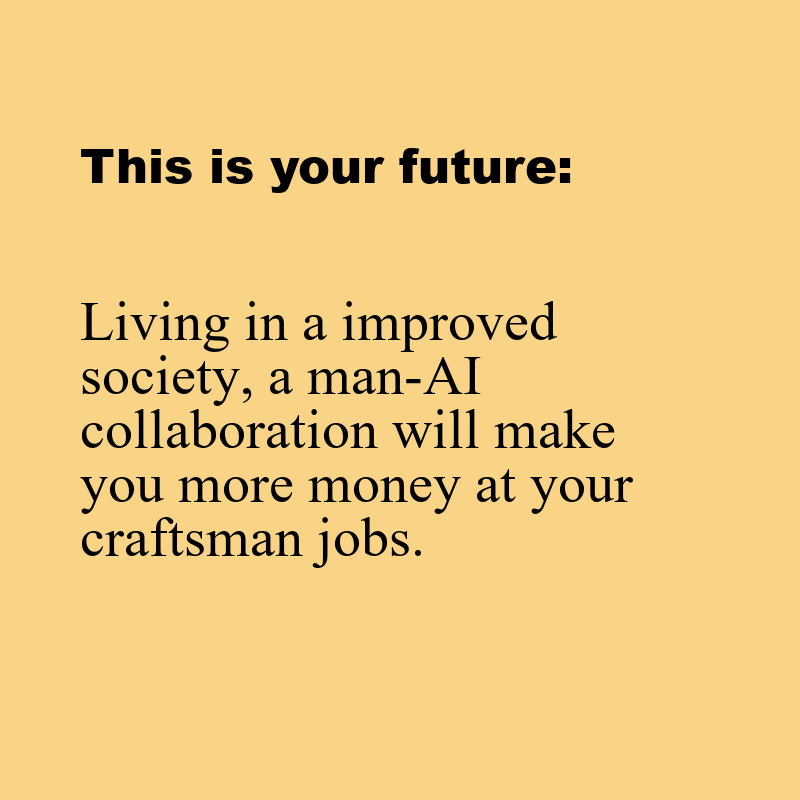 This is your future:
Living in a improved
society, a man-AI
collaboration will make
you more money at your
craftsman jobs.